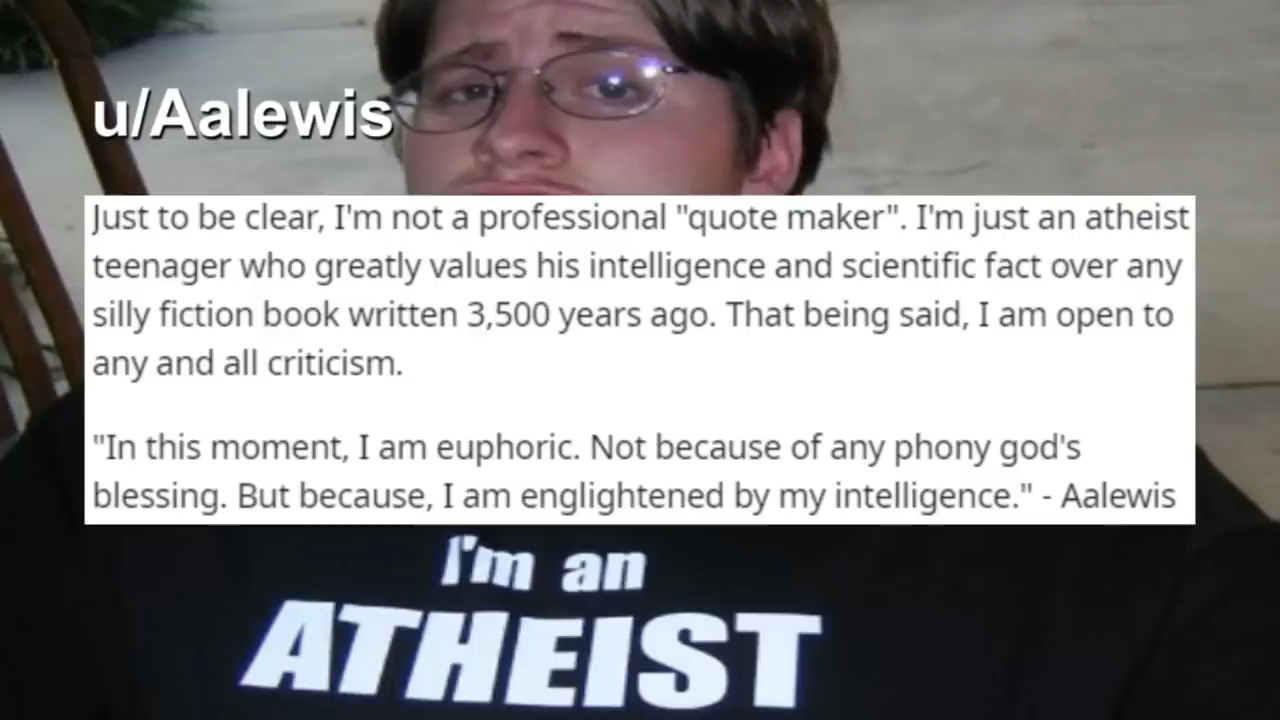 u/Aalewis
Just to be clear, I'm not a professional "quote maker". I'm just an atheist
teenager who greatly values his intelligence and scientific fact over any
silly fiction book written 3,500 years ago. That being said, I am open to
any and all criticism.
"In this moment, I am euphoric. Not because of any phony god's
blessing. But because, I am englightened by my intelligence." - Aalewis
I'm an
ATHEIST